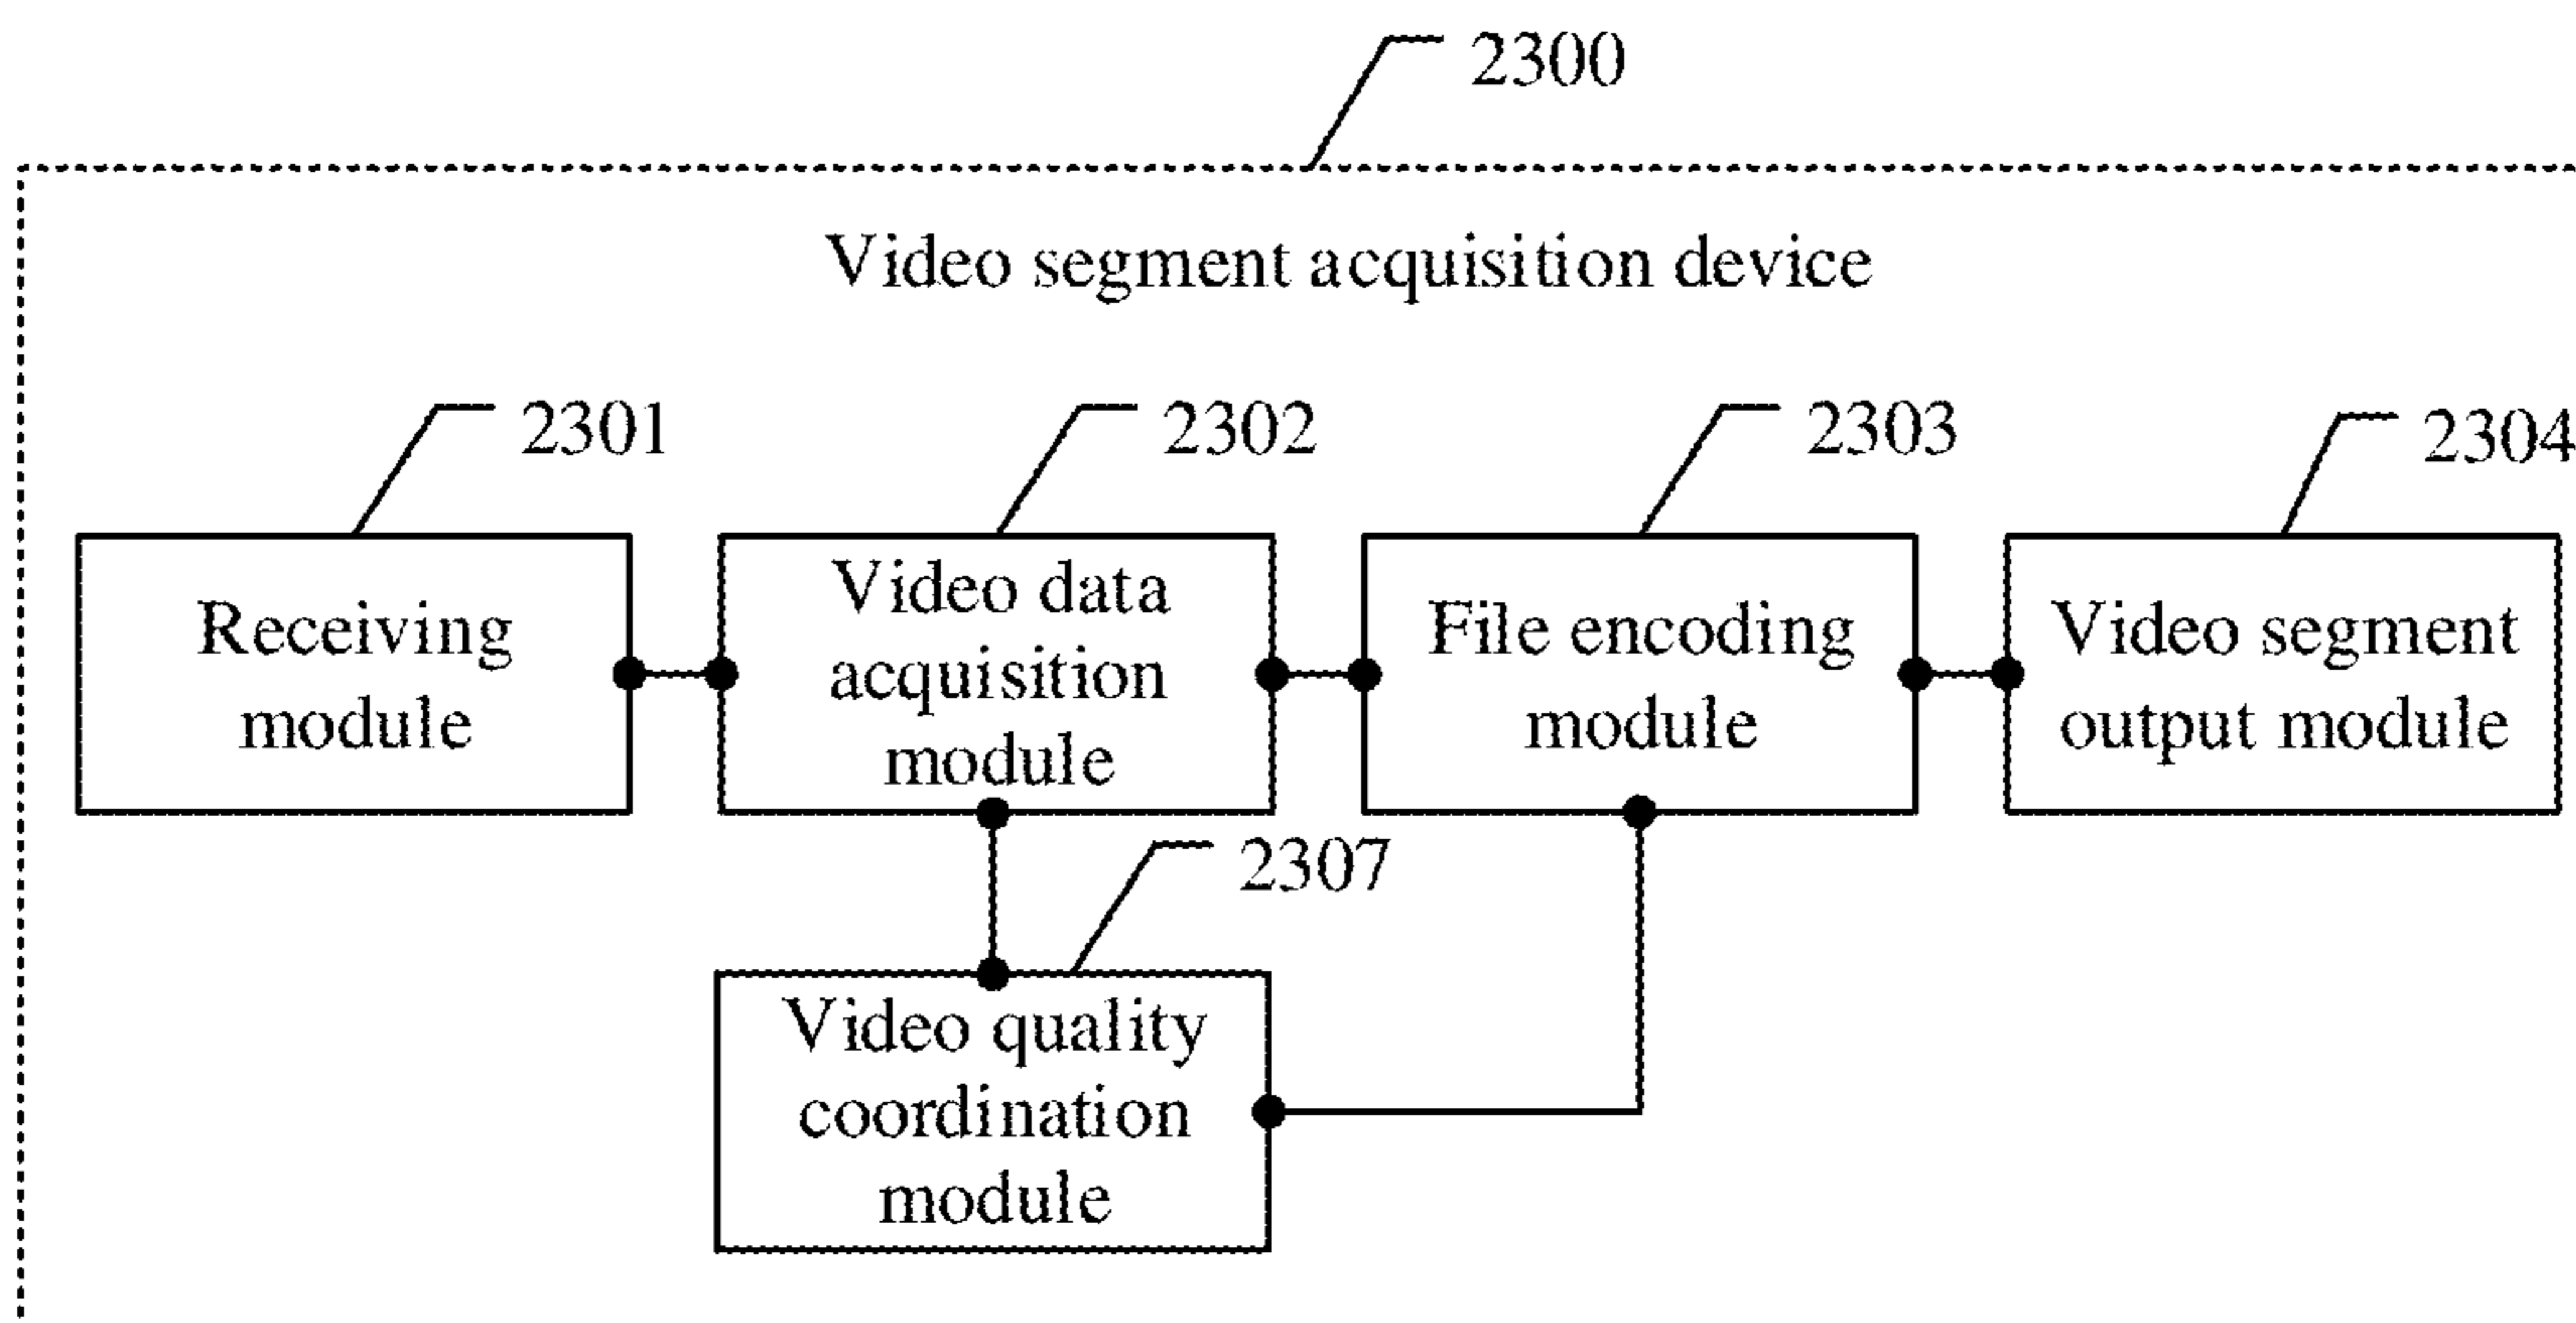 2300
Video segment acquisition device
2301
2302
2303
2304
Receiving
module
Video data
acquisition
module
File encoding
module
Video segment
output module
2307
Video quality
coordination
module